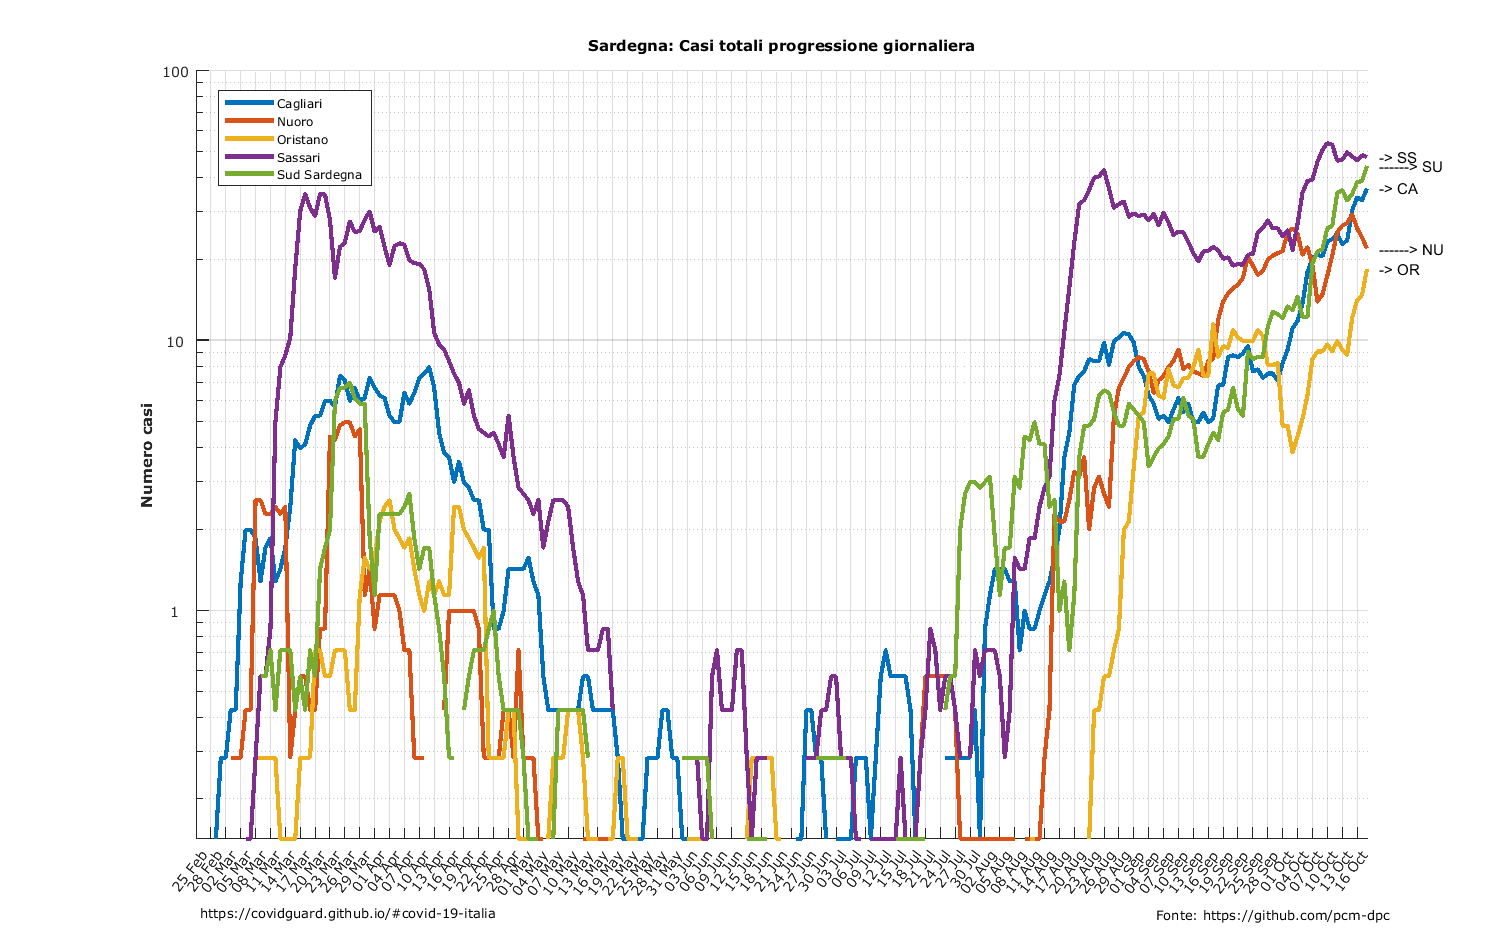 Sardegna: Casi totali progressione giornaliera
100
10
1
Numero casi
Cagliari
Nuoro
Oristano
Sassari
Sud Sardegna
-> SS
------> SU
-> CA
------> NU
-> OR
25 Feb
28 Feb
02 Mar
05 Mar
08 Mar
11 Mar
14 Mar
17 Mar
20 Mar
23 Mar
26 Mar
29 Mar
01 Apr
04 Apr
07 Apr
10 Apr
13 Apr
16 Apr
19 Apr
22 Apr
25 Apr
28 Apr
01 May
04 May
07 May
10 May
13 May
16 May
19 May
22 May
25 May
28 May
31 May
03 Jun
06 Jun
09 Jun
12 Jun
15 Jun
18 Jun
21 Jun
24 Jun
27 Jun
30 Jun
03 Jul
06 Jul
09 Jul
12 Jul
15 Jul
18 Jul
21 Jul
24 Jul
27 Jul
30 Jul
02 Aug
05 Aug
08 Aug
11 Aug
14 Aug
17 Aug
20 Aug
23 Aug
26 Aug
29 Aug
01 Sep
04 Sep
07 Sep
10 Sep
13 Sep
16 Sep
19 Sep
22 Sep
25 Sep
28 Sep
01 Oct
04 Oct
07 Oct
10 Oct
13 Oct
16 Oct
https://covidguard.github.io/#covid-19-italia
Fonte: https://github.com/pcm-dpc